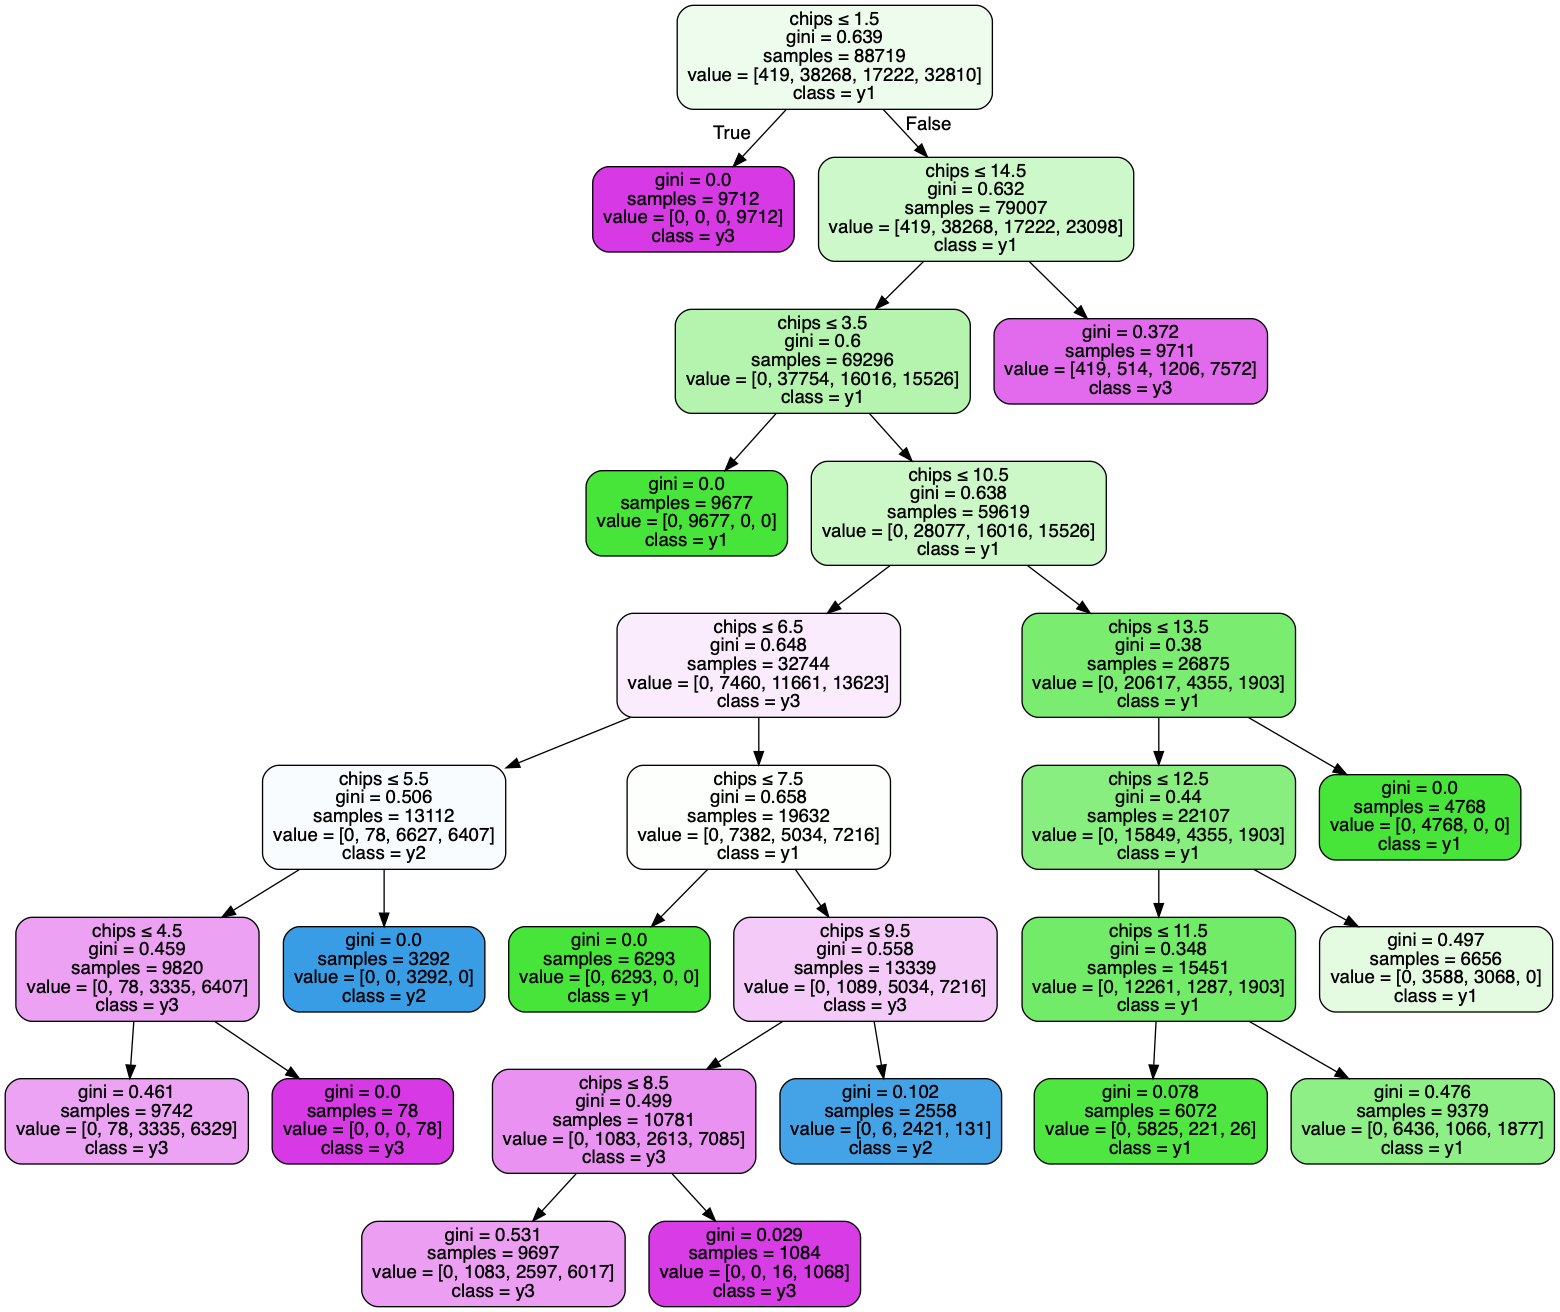 chips ≤ 1.5
gini = 0.639
samples = 88719
value = [419, 38268, 17222, 32810]
class = y1
True
False
gini = 0.0
samples = 9712
value = [0, 0, 0, 9712]
class = y3
chips ≤ 14.5
gini = 0.632
samples = 79007
value = [419, 38268, 17222, 23098]
class = y1
chips ≤ 3.5
gini = 0.6
samples = 69296
value = [0, 37754, 16016, 15526]
class = y1
gini = 0.372
samples = 9711
value = [419, 514, 1206, 7572]
class = y3
gini = 0.0
samples = 9677
value = [0, 9677, 0, 0]
class = y1
chips ≤ 10.5
gini = 0.638
samples = 59619
value = [0, 28077, 16016, 15526]
class = y1
chips ≤ 6.5
gini = 0.648
samples = 32744
value = [0, 7460, 11661, 13623]
class = y3
chips ≤ 13.5
gini = 0.38
samples = 26875
value = [0, 20617, 4355, 1903]
class = y1
chips ≤ 5.5
gini = 0.506
samples = 13112
value = [0, 78, 6627, 6407]
class = y2
chips ≤ 7.5
gini = 0.658
samples = 19632
value = [0, 7382, 5034, 7216]
class = y1
chips ≤ 12.5
gini = 0.44
samples = 22107
value = [0, 15849, 4355, 1903]
class = y1
gini = 0.0
samples = 4768
value = [0, 4768, 0, 0]
class = y1
chips ≤ 4.5
gini = 0.459
samples = 9820
value = [0, 78, 3335, 6407]
class = y3
gini = 0.0
samples = 3292
value = [0, 0, 3292, 0]
class = y2
gini = 0.0
samples = 6293
value = [0, 6293, 0, 0]
class = y1
chips ≤ 9.5
gini = 0.558
samples = 13339
value = [0, 1089, 5034, 7216]
class = y3
chips ≤ 11.5
gini = 0.348
samples = 15451
value = [0, 12261, 1287, 1903]
class = y1
gini = 0.497
samples = 6656
value = [0, 3588, 3068, 0]
class = y1
gini = 0.461
samples = 9742
value = [0, 78, 3335, 6329]
class = y3
gini = 0.0
samples = 78
value = [0, 0, 0, 78]
class = y3
chips ≤ 8.5
gini = 0.499
samples = 10781
value = [0, 1083, 2613, 7085]
class = y3
gini = 0.102
samples = 2558
value = [0, 6, 2421, 131]
class = y2
gini = 0.078
samples = 6072
value = [0, 5825, 221, 26]
class = y1
gini = 0.476
samples = 9379
value = [0, 6436, 1066, 1877]
class = y1
gini = 0.531
samples = 9697
value = [0, 1083, 2597, 6017]
class = y3
gini = 0.029
samples = 1084
value = [0, 0, 16, 1068]
class = y3